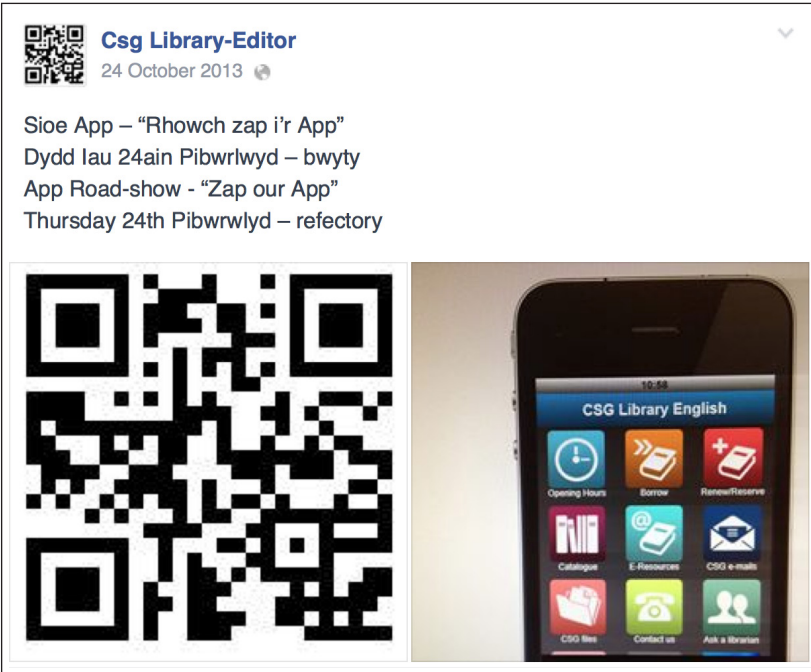 Csg Library-Editor
24 October 2013
Sioe App – “Rhowch zap i’r App”
Dydd Iau 24ain Pibwrlwyd – bwyty
App Road-show - “Zap our App”
Thursday 24th Pibwrwlyd – refectory
10:58
CSG Library English
Opening Hours Borrow Renew/Reserve
Catalogue E-Resources CSG e-mails
CSG files Contact us Ask a librarian